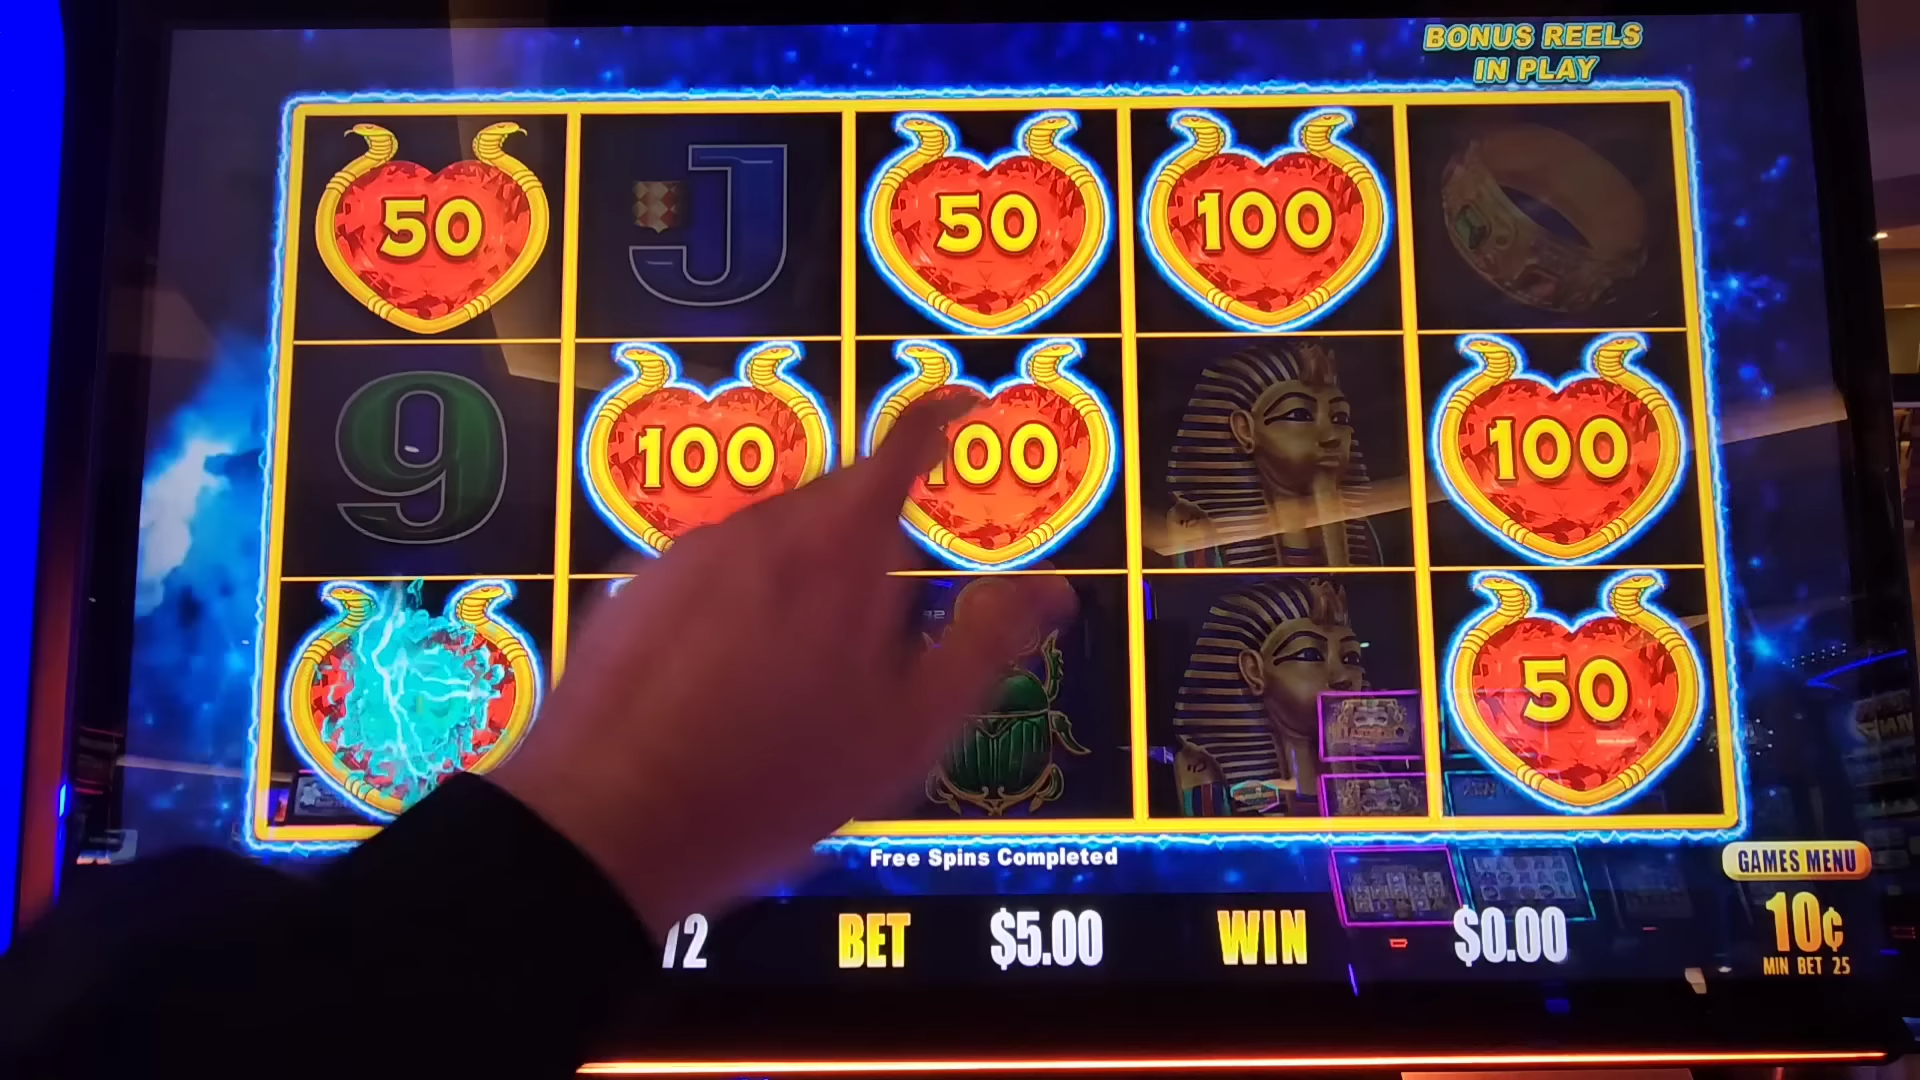 BONUS REELS
IN PLAY
50
J
50
100
9
100
100
100
50
Free Spins Completed
GAMES MENU
72
BET
$5.00
WIN
$0.00
10¢
MIN BET 25